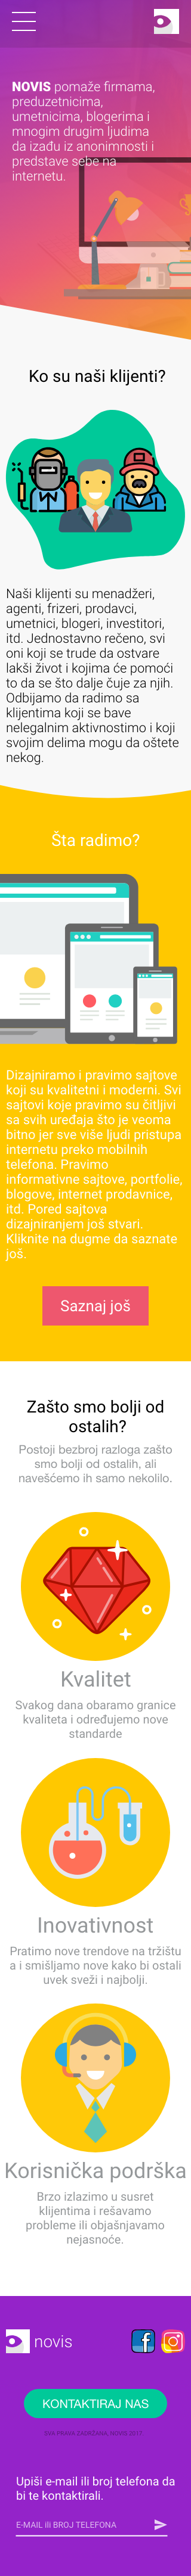 NOVIS pomaže firmama,
preduzetnicima,
umetnicima, blogerima i
mnogim drugim ljudima
da izađu iz anonimnosti i
predstave sebe na
internetu.
Ko su naši klijenti?
Naši klijenti su menadžeri,
agenti, frizeri, prodavci,
umetnici, blogeri, investitori,
itd. Jednostavno rečeno, svi
oni koji se trude da ostvare
lakši život i kojima će pomoći
to da se što dalje čuje za njih.
Odbijamo da radimo sa
klijentima koji se bave
nelegalnim aktivnostimo i koji
svojim delima mogu da oštete
nekog.
Šta radimo?
Dizajniramo i pravimo sajtove
koji su kvalitetni i moderni. Svi
sajtovi koje pravimo su čitljivi
sa svih uređaja što je veoma
bitno jer sve više ljudi pristupa
internetu preko mobilnih
telefona. Pravimo
informativne sajtove, portfolie,
blogove, internet prodavnice,
itd. Pored sajtova
dizajniranjem još stvari.
Kliknite na dugme da saznate
još.
Saznaj još
Zašto smo bolji od
ostalih?
Postoji bezbroj razloga zašto
smo bolji od ostalih, ali
navešćemo ih samo nekolilo.
Kvalitet
Svakog dana obaramo granice
kvaliteta i određujemo nove
standarde
Inovativnost
Pratimo nove trendove na tržištu
a i smišljamo nove kako bi ostali
uvek sveži i najbolji.
Korisnička podrška
Brzo izlazimo u susret
klijentima i rešavamo
probleme ili objašnjavamo
nejasnoće.
novis
KONTAKTIRAJ NAS
SVA PRAVA ZADRŽANA, NOVIS 2017.
Upiši e-mail ili broj telefona da
bi te kontaktirali.
E-MAIL ili BROJ TELEFONA